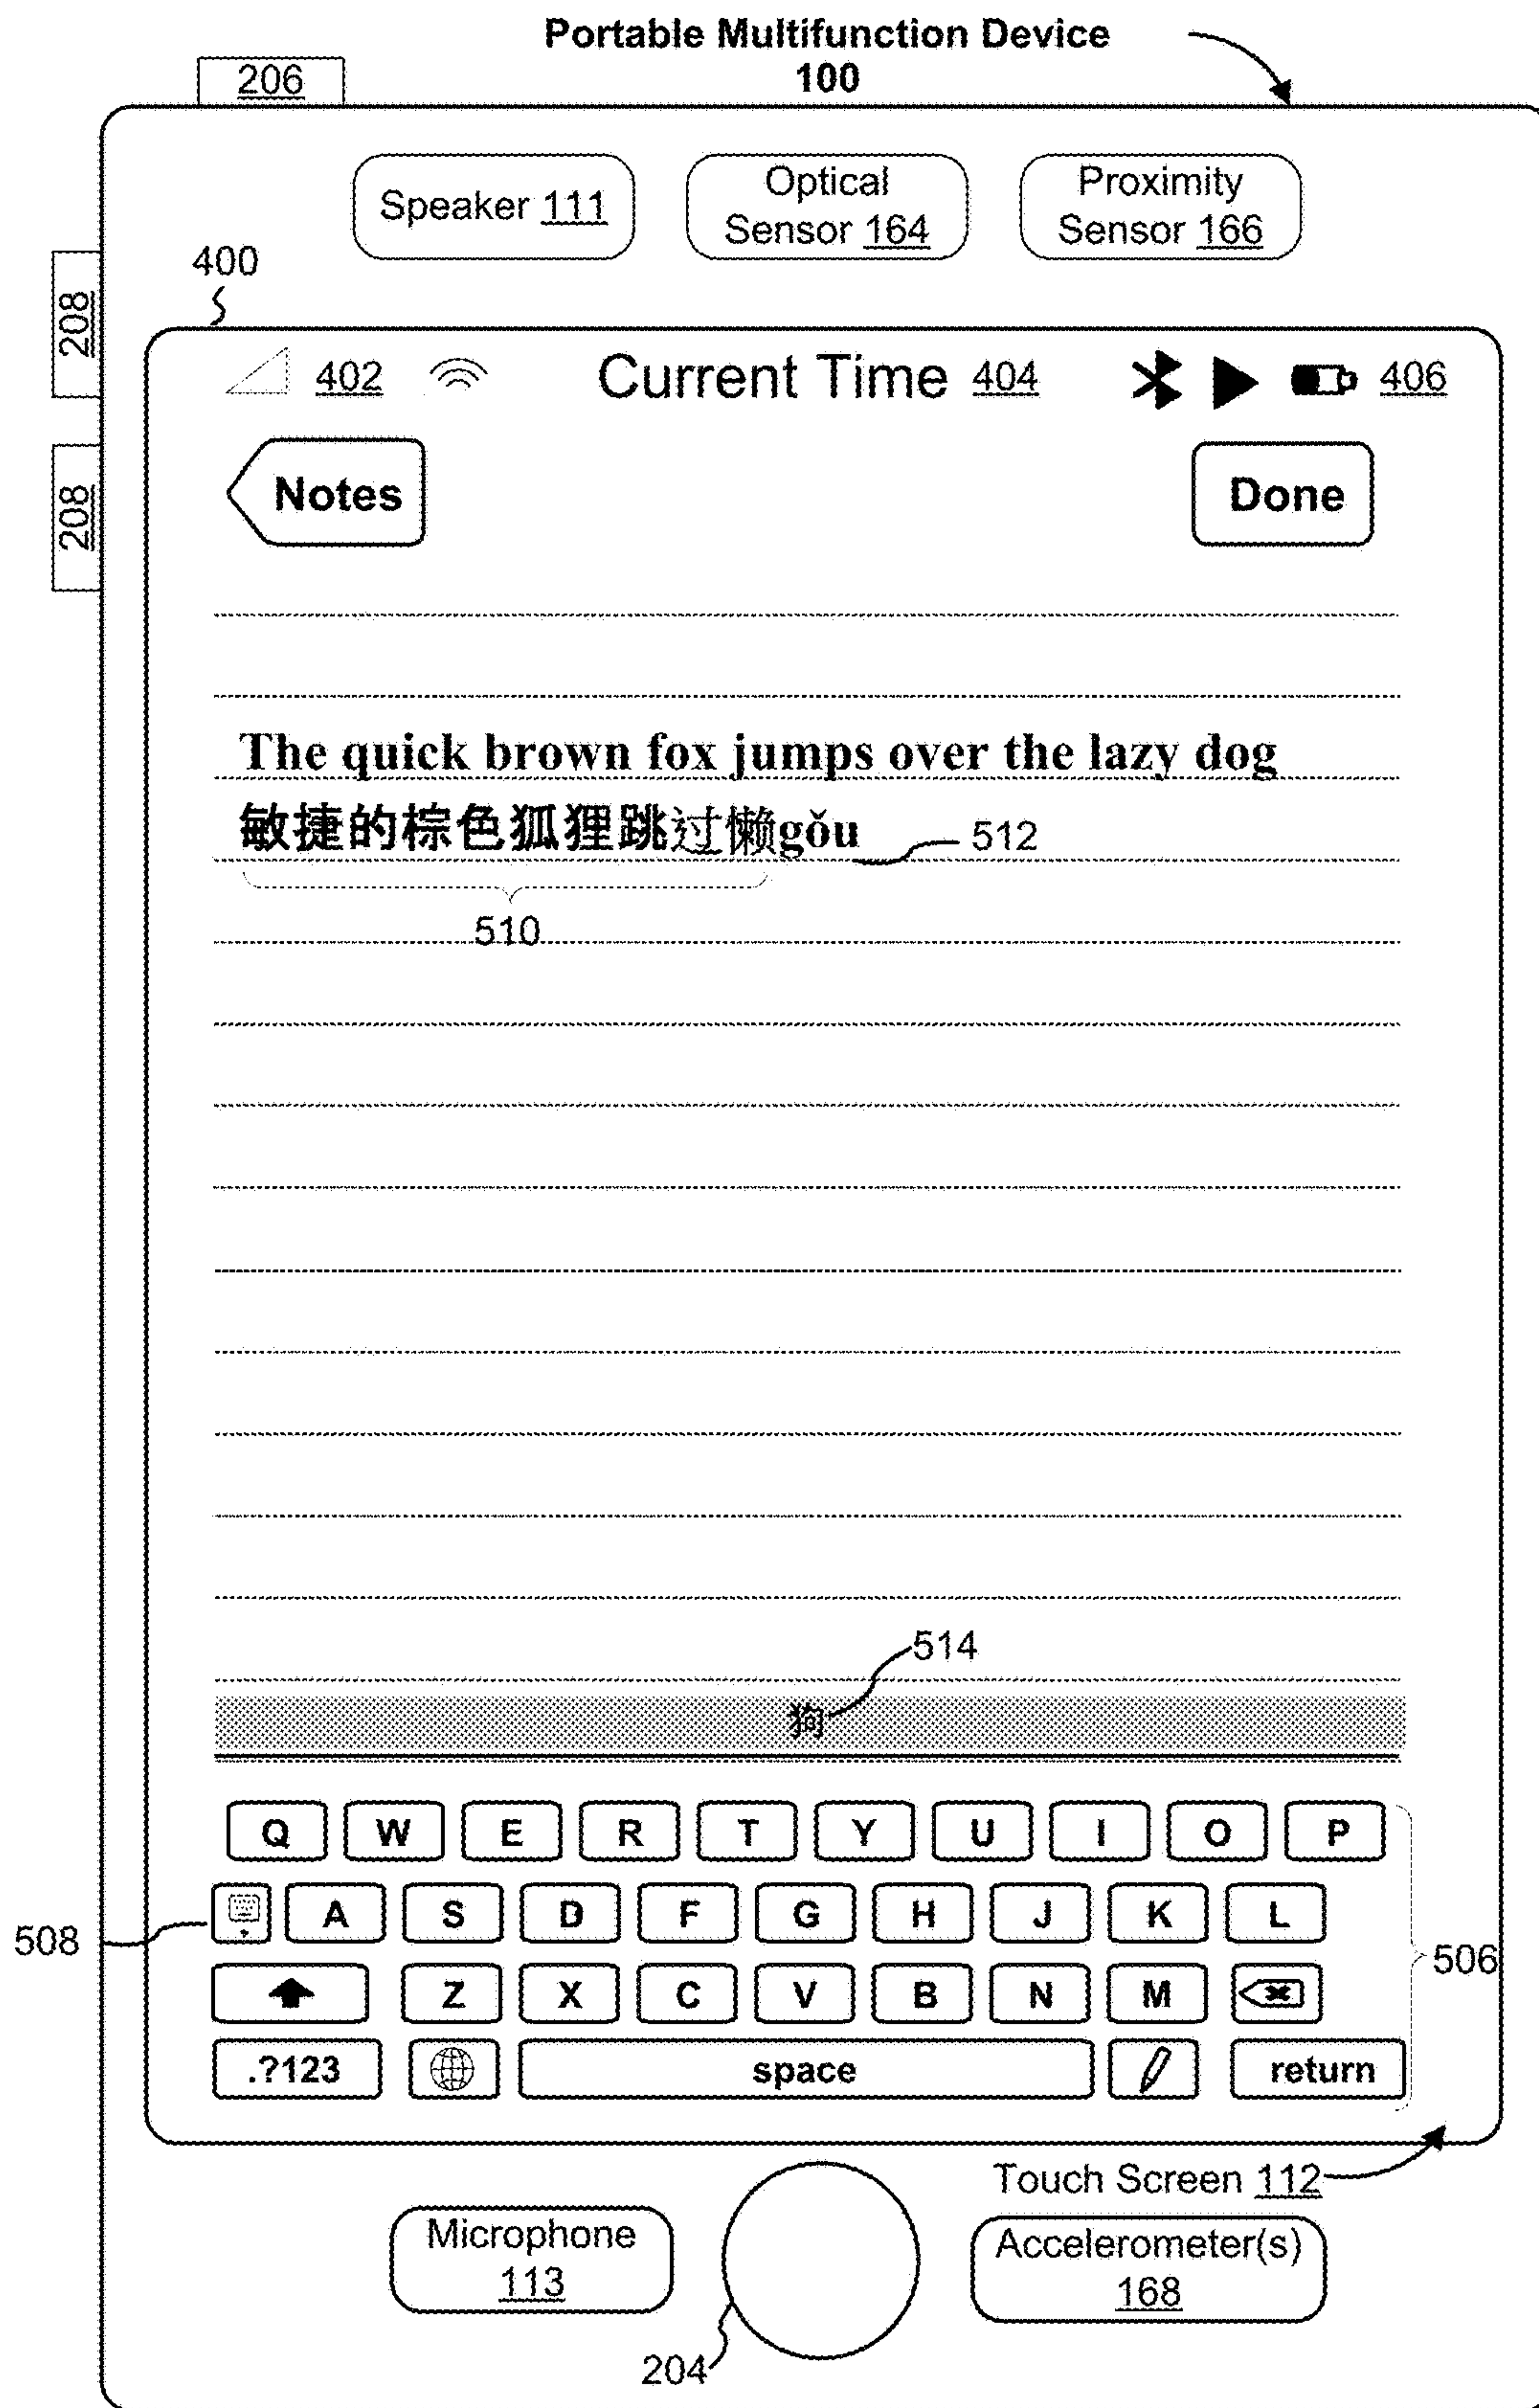 Portable Multifunction Device
100
206
Speaker 111
Optical Sensor 164
Proximity Sensor 166
208
208
400
402 Current Time 404 406
Notes Done
The quick brown fox jumps over the lazy dog
敏捷的棕色狐狸跳过懒gǒu
512
510
514
狗
Q W E R T Y U I O P
A S D F G H J K L
508
506
Z X C V B N M
.?123 space return
Touch Screen 112
Microphone 113
Accelerometer(s) 168
204